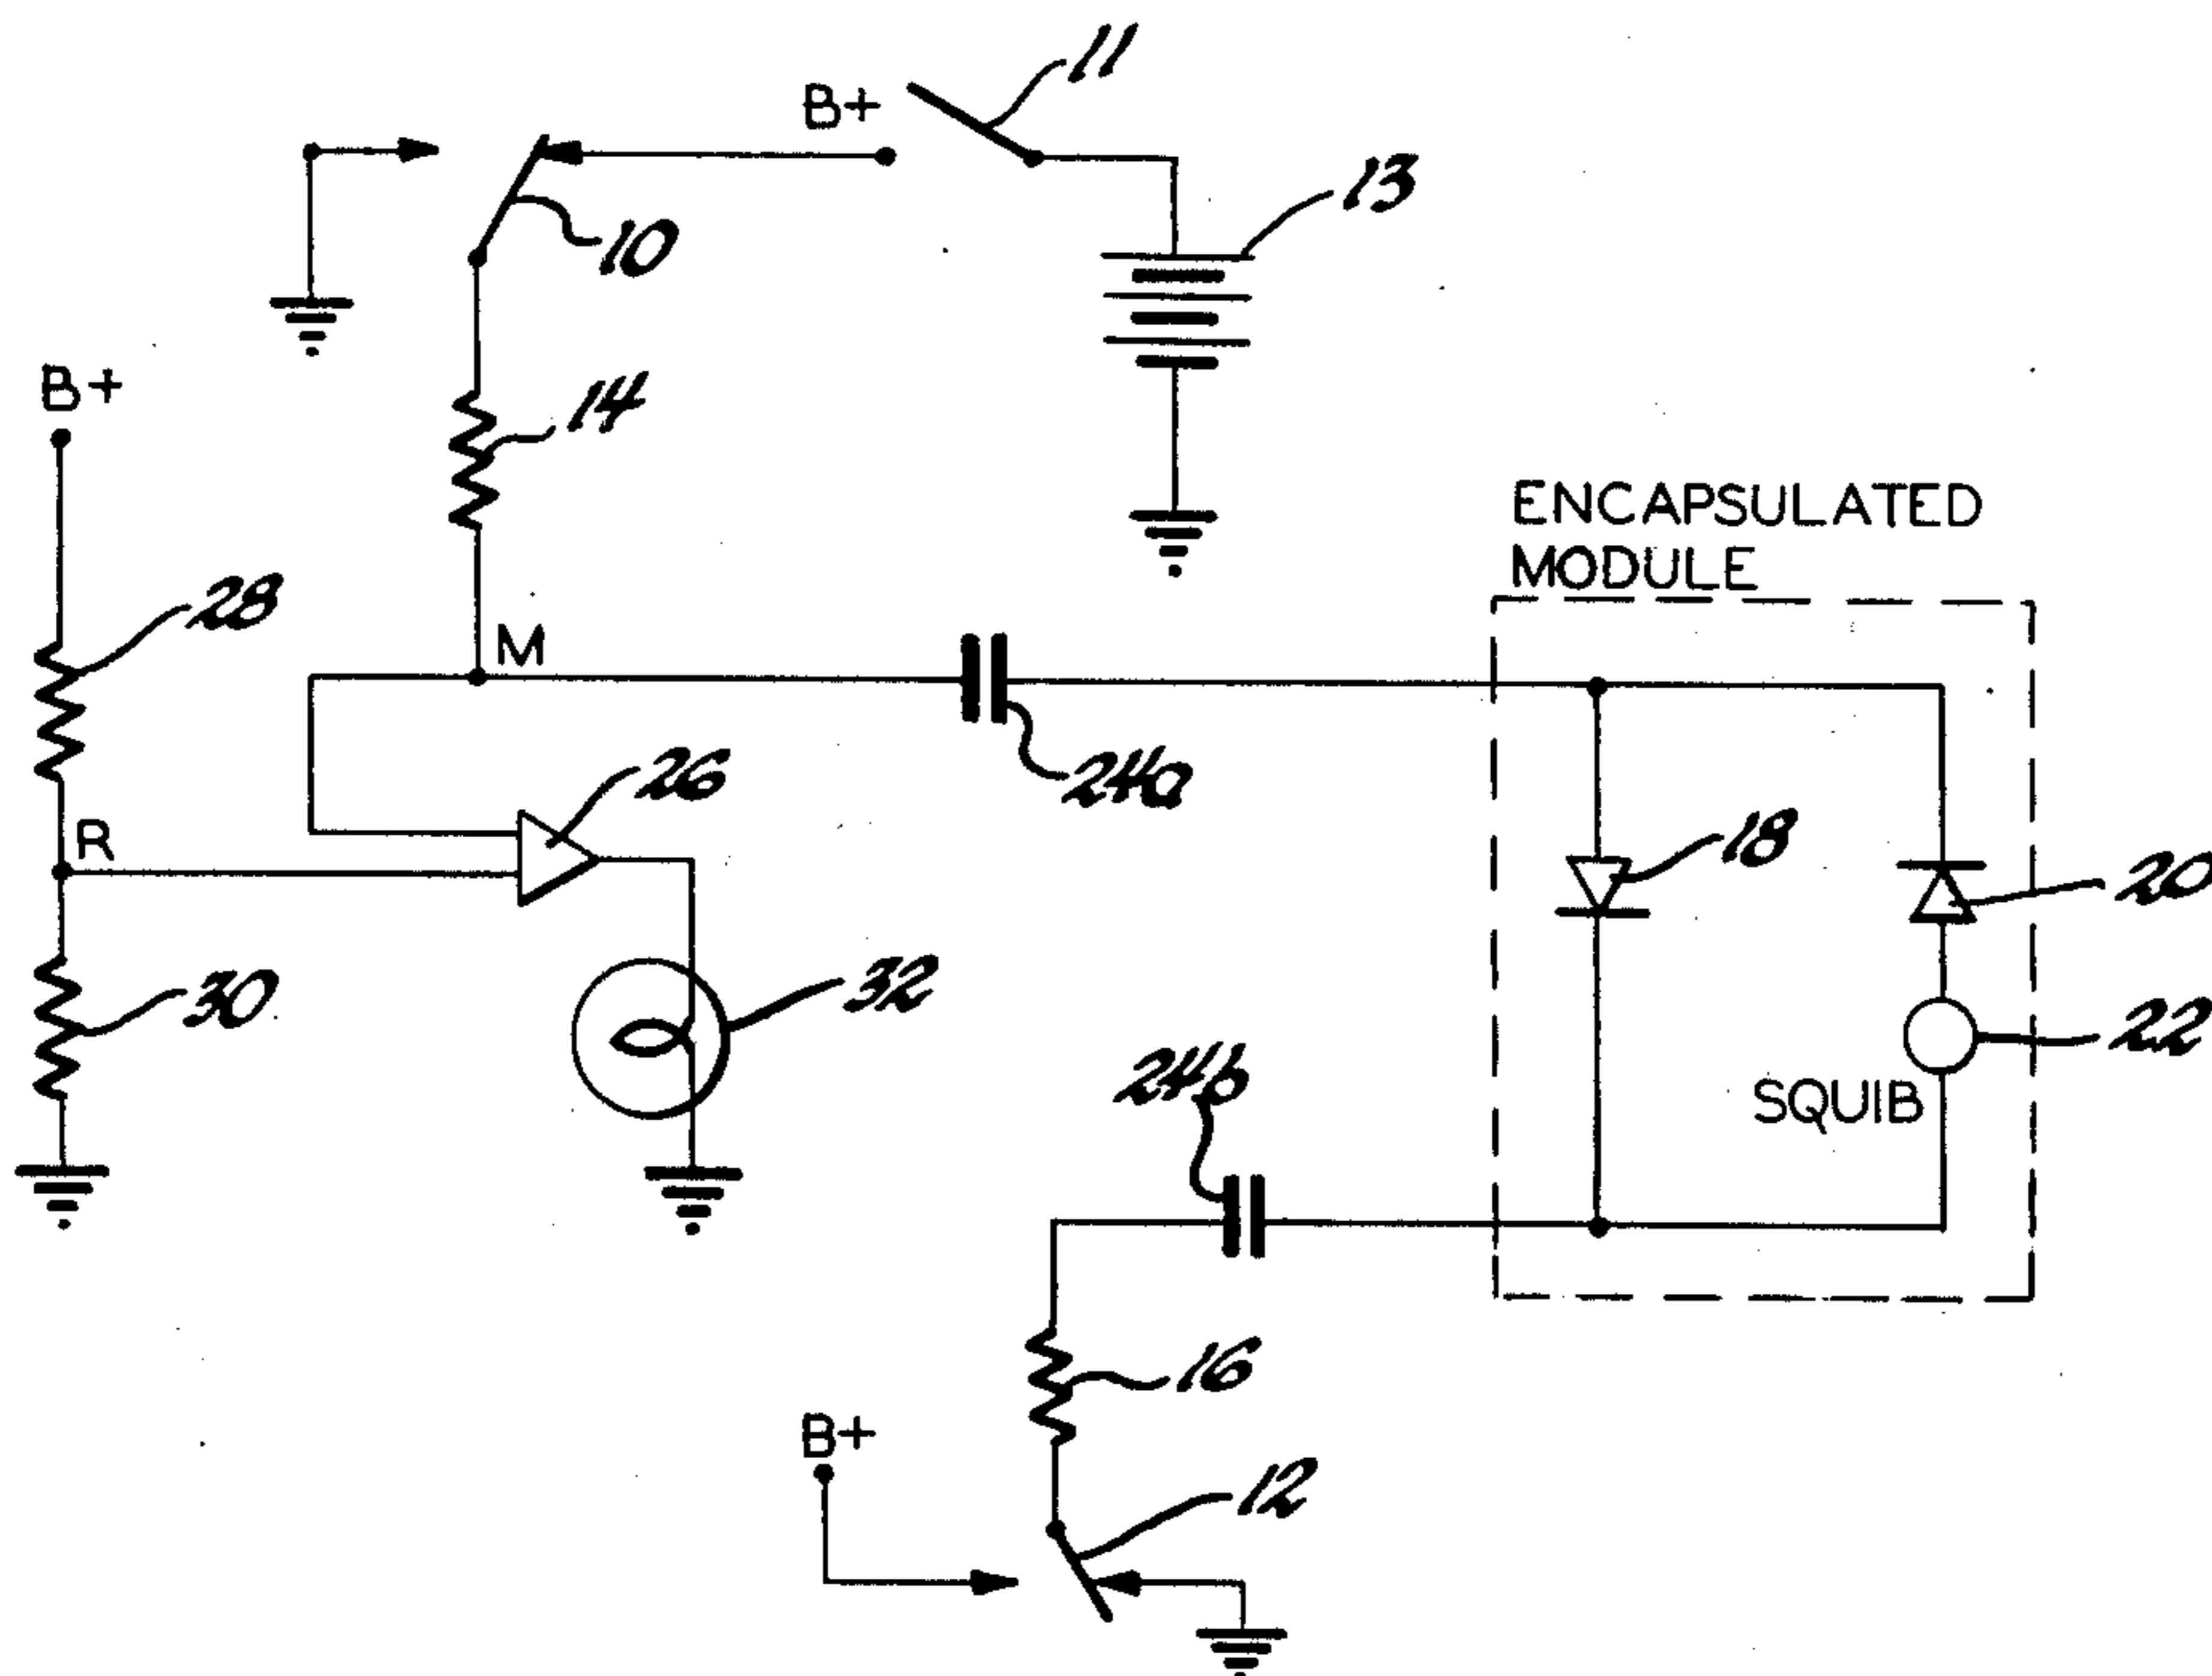 11
B+
13
10
B+
14
ENCAPSULATED
MODULE
28
M
26
24a
R
18
20
32
30
22
24b
SQUIB
16
B+
12